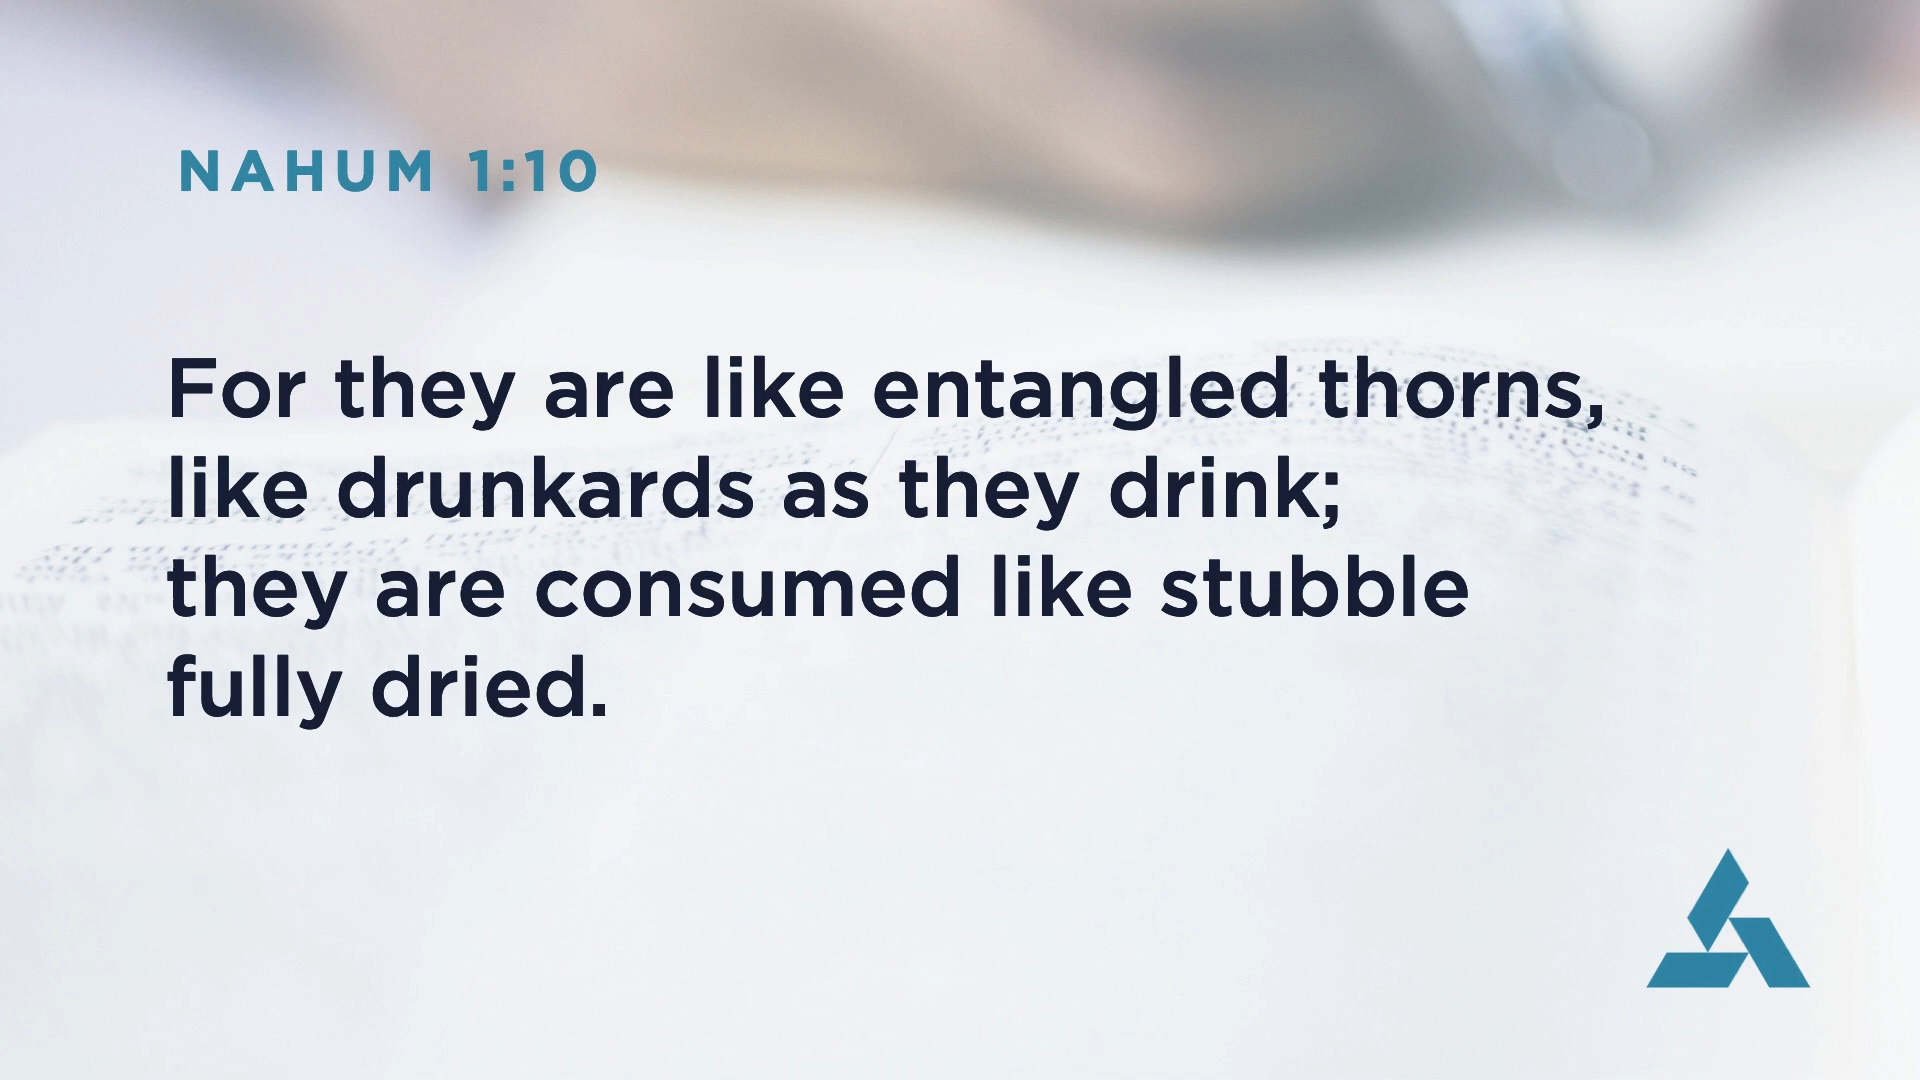 NAHUM 1:10
For they are like entangled thorns,
like drunkards as they drink;
they are consumed like stubble
fully dried.